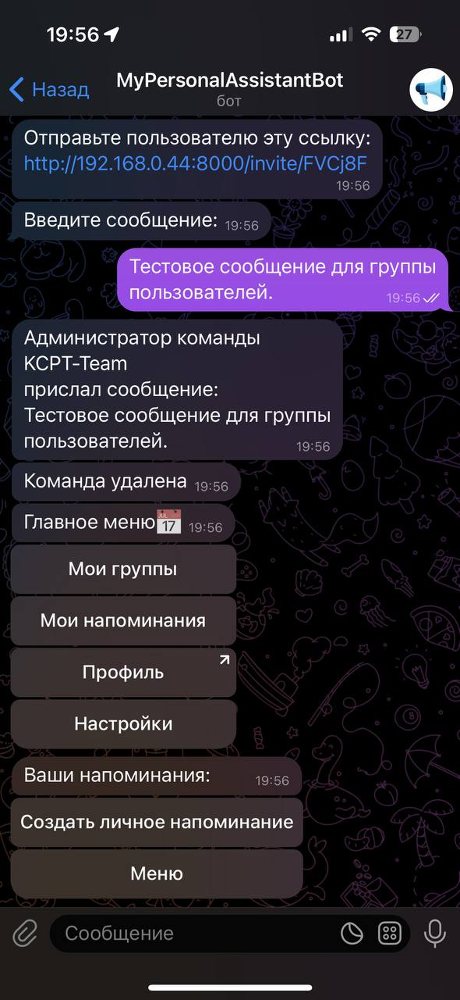 19:56
27
Назад
MyPersonalAssistantBot
бот
Отправьте пользователю эту ссылку:
http://192.168.0.44:8000/invite/FVCj8F
19:56
Введите сообщение: 19:56
Тестовое сообщение для группы
пользователей. 19:56
Администратор команды
KCPT-Team
прислал сообщение:
Тестовое сообщение для группы
пользователей. 19:56
Команда удалена 19:56
Главное меню JUL 17 19:56
Мои группы
Мои напоминания
Профиль
Настройки
Ваши напоминания: 19:56
Создать личное напоминание
Меню
Сообщение